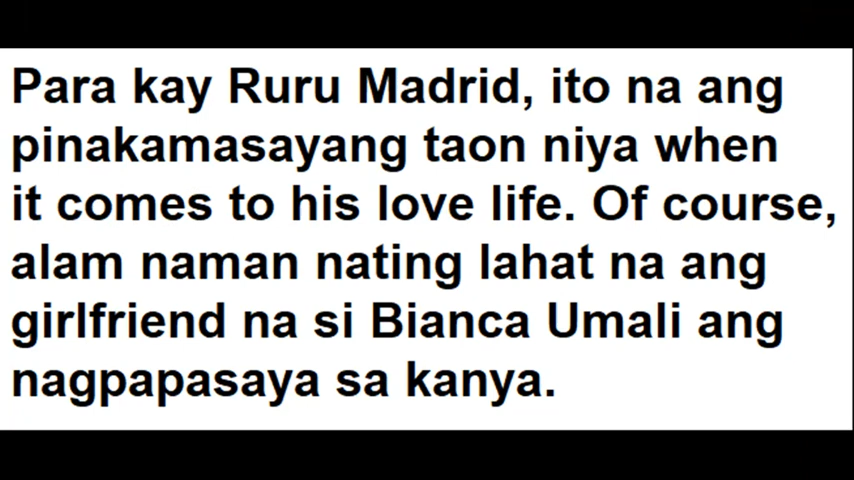 Para kay Ruru Madrid, ito na ang
pinakamasayang taon niya when
it comes to his love life. Of course,
alam naman nating lahat na ang
girlfriend na si Bianca Umali ang
nagpapasaya sa kanya.